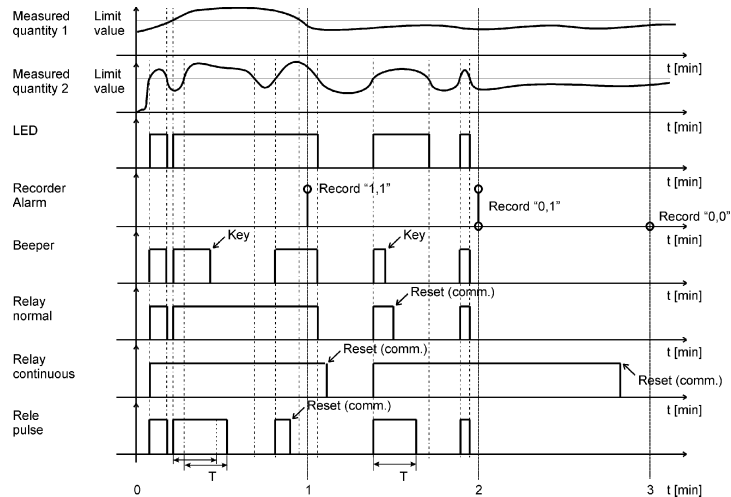 Measured quantity 1
Limit value
t [min]
Measured quantity 2
Limit value
t [min]
LED
t [min]
Recorder Alarm
Record “1,1”
Record “0,1”
Record “0,0”
t [min]
Beeper
Key
Key
t [min]
Relay normal
Reset (comm.)
t [min]
Relay continuous
Reset (comm.)
Reset (comm.)
t [min]
Rele pulse
Reset (comm.)
T
T
0 1 2 3 t [min]